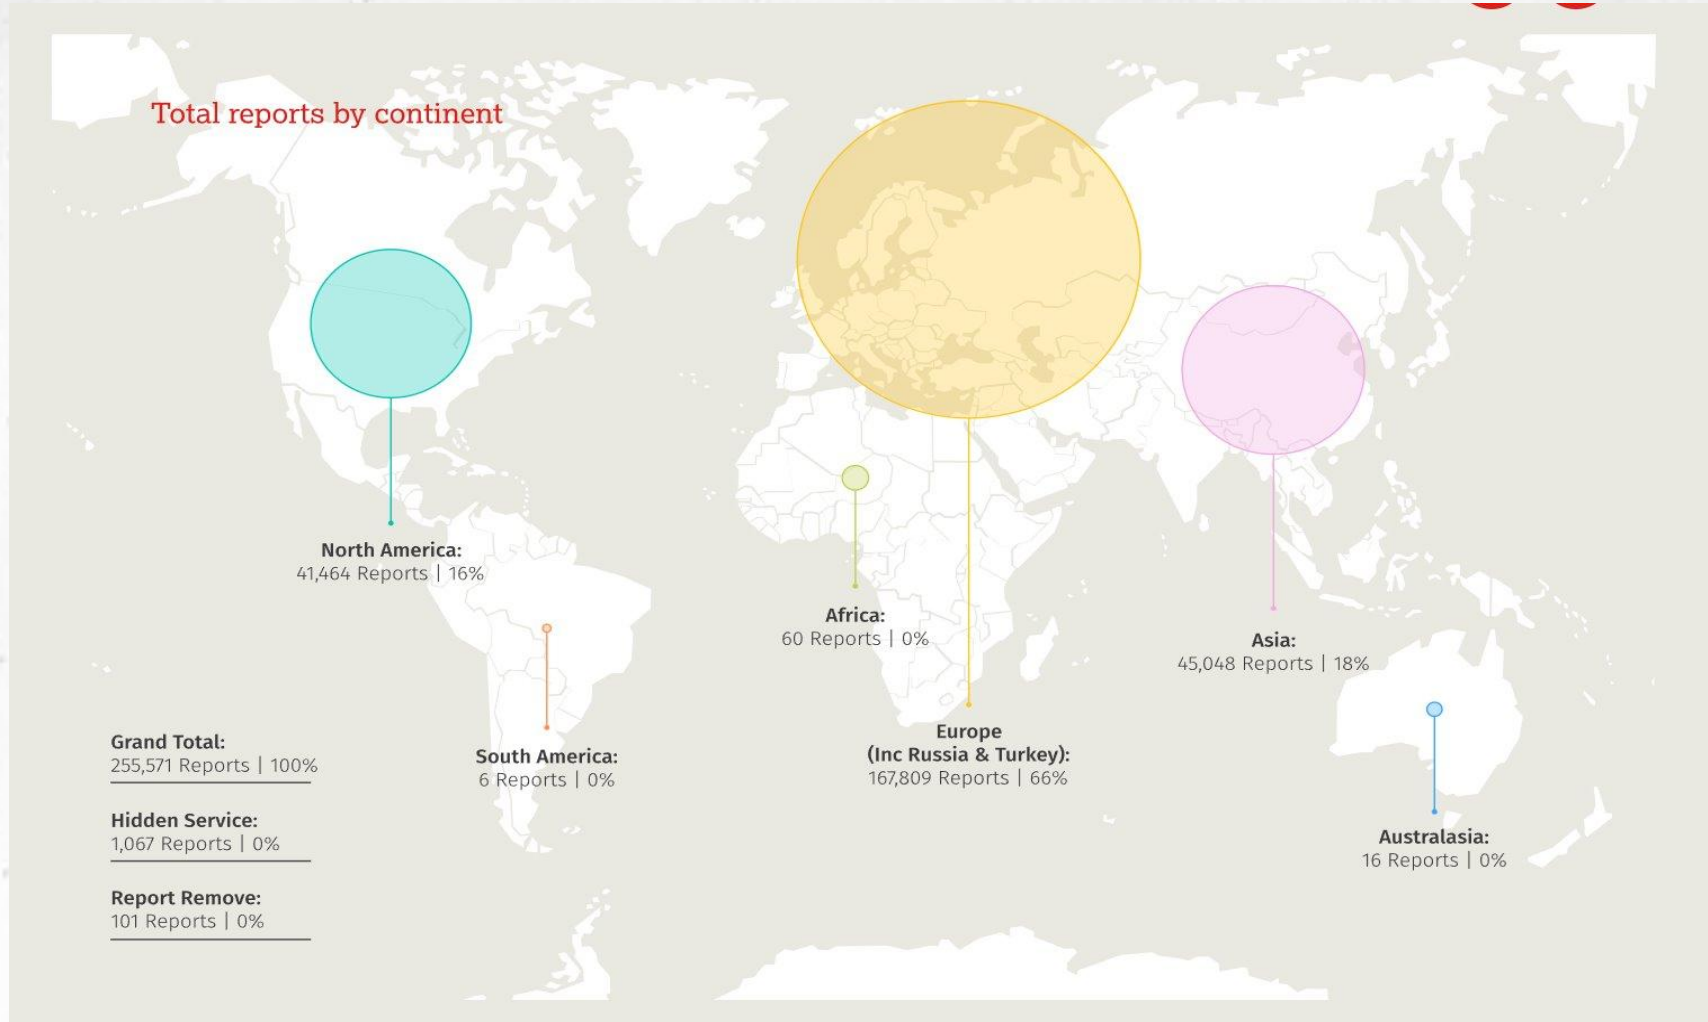 Total reports by continent
North America:
41,464 Reports | 16%
Africa:
60 Reports | 0%
Asia:
45,048 Reports | 18%
Europe
(Inc Russia & Turkey):
167,809 Reports | 66%
South America:
6 Reports | 0%
Australasia:
16 Reports | 0%
Grand Total:
255,571 Reports | 100%
Hidden Service:
1,067 Reports | 0%
Report Remove:
101 Reports | 0%